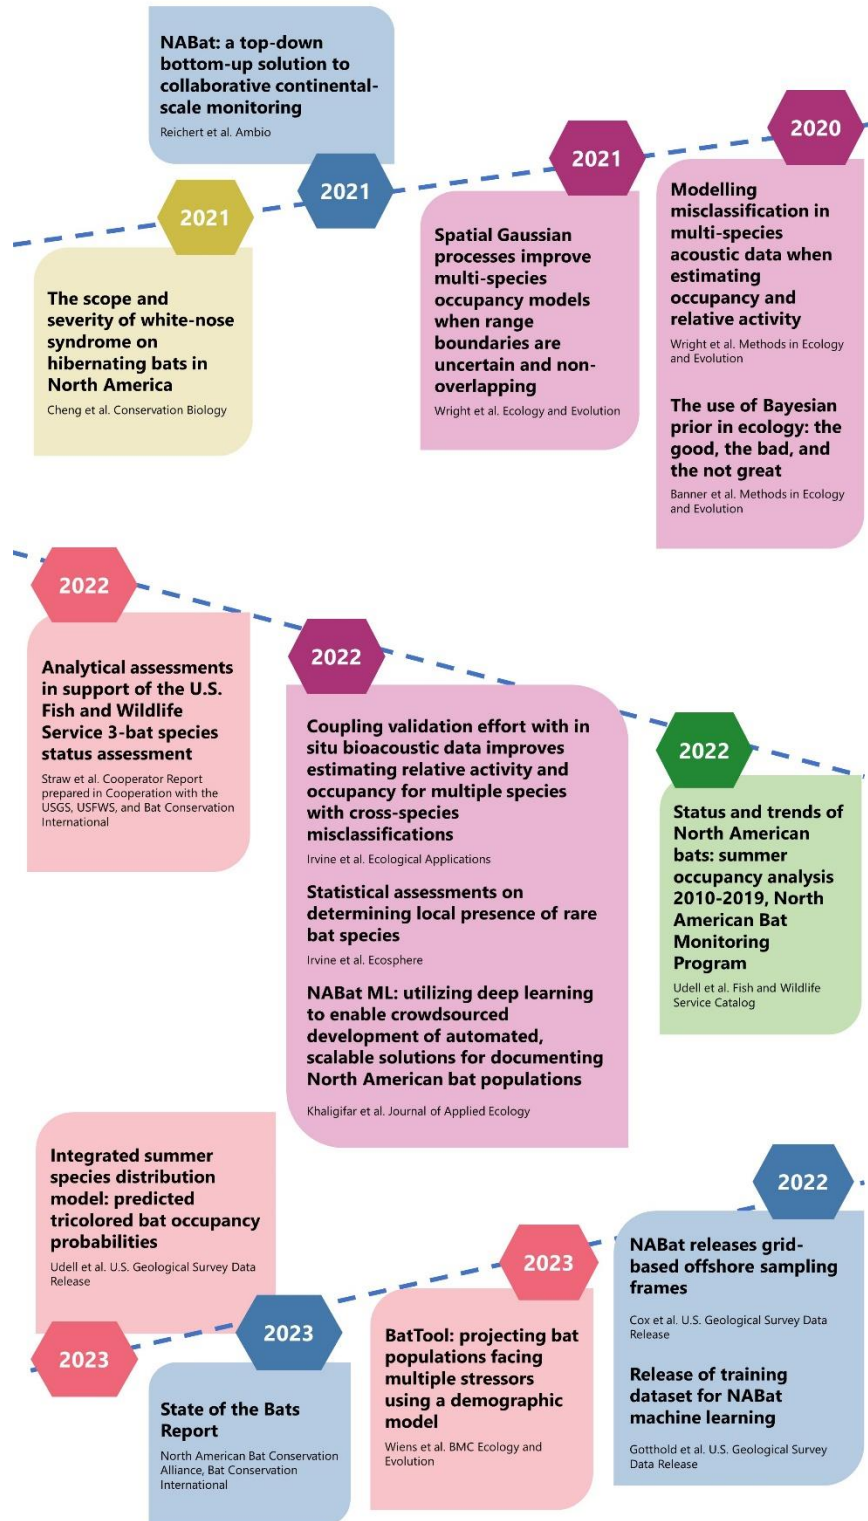 NABat: a top-down
bottom-up solution to
collaborative continental-
scale monitoring
Reichert et al. Ambio
2021
2021
The scope and
severity of white-nose
syndrome on
hibernating bats in
North America
Cheng et al. Conservation Biology
2021
Spatial Gaussian
processes improve
multi-species
occupancy models
when range
boundaries are
uncertain and non-
overlapping
Wright et al. Ecology and Evolution
2020
Modelling
misclassification in
multi-species
acoustic data when
estimating
occupancy and
relative activity
Wright et al. Methods in Ecology
and Evolution
The use of Bayesian
prior in ecology: the
good, the bad, and
the not great
Banner et al. Methods in Ecology
and Evolution
2022
Analytical assessments
in support of the U.S.
Fish and Wildlife
Service 3-bat species
status assessment
Straw et al. Cooperator Report
prepared in Cooperation with the
USGS, USFWS, and Bat Conservation
International
2022
Coupling validation effort with in
situ bioacoustic data improves
estimating relative activity and
occupancy for multiple species
with cross-species
misclassifications
Irvine et al. Ecological Applications
Statistical assessments on
determining local presence of rare
bat species
Irvine et al. Ecosphere
NABat ML: utilizing deep learning
to enable crowdsourced
development of automated,
scalable solutions for documenting
North American bat populations
Khaligifar et al. Journal of Applied Ecology
2022
Status and trends of
North American
bats: summer
occupancy analysis
2010-2019, North
American Bat
Monitoring
Program
Udell et al. Fish and Wildlife
Service Catalog
Integrated summer
species distribution
model: predicted
tricolored bat occupancy
probabilities
Udell et al. U.S. Geological Survey Data
Release
2023
2023
State of the Bats
Report
North American Bat Conservation
Alliance, Bat Conservation
International
2023
BatTool: projecting bat
populations facing
multiple stressors
using a demographic
model
Wiens et al. BMC Ecology and
Evolution
2022
NABat releases grid-
based offshore sampling
frames
Cox et al. U.S. Geological Survey Data
Release
Release of training
dataset for NABat
machine learning
Gotthold et al. U.S. Geological Survey
Data Release